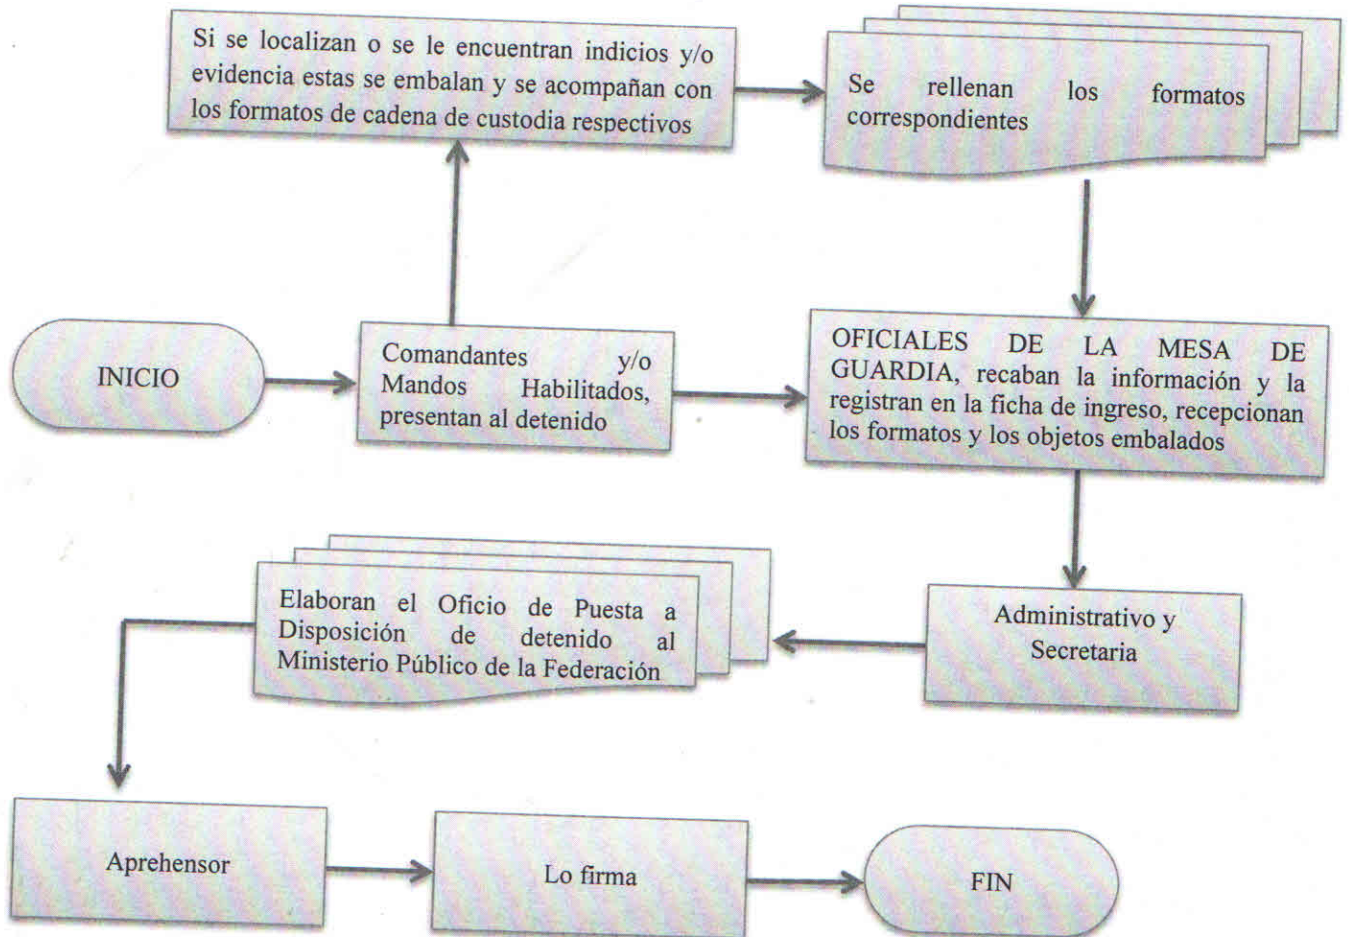 Si se localizan o se le encuentran indicios y/o
evidencia estas se embalan y se acompañan con
los formatos de cadena de custodia respectivos
Se rellenan los formatos
correspondientes
INICIO
Comandantes y/o
Mandos Habilitados,
presentan al detenido
OFICIALES DE LA MESA DE
GUARDIA, recaban la información y la
registran en la ficha de ingreso, recepcionan
los formatos y los objetos embalados
Administrativo y
Secretaria
Elaboran el Oficio de Puesta a
Disposición de detenido al
Ministerio Público de la Federación
Aprehensor
Lo firma
FIN